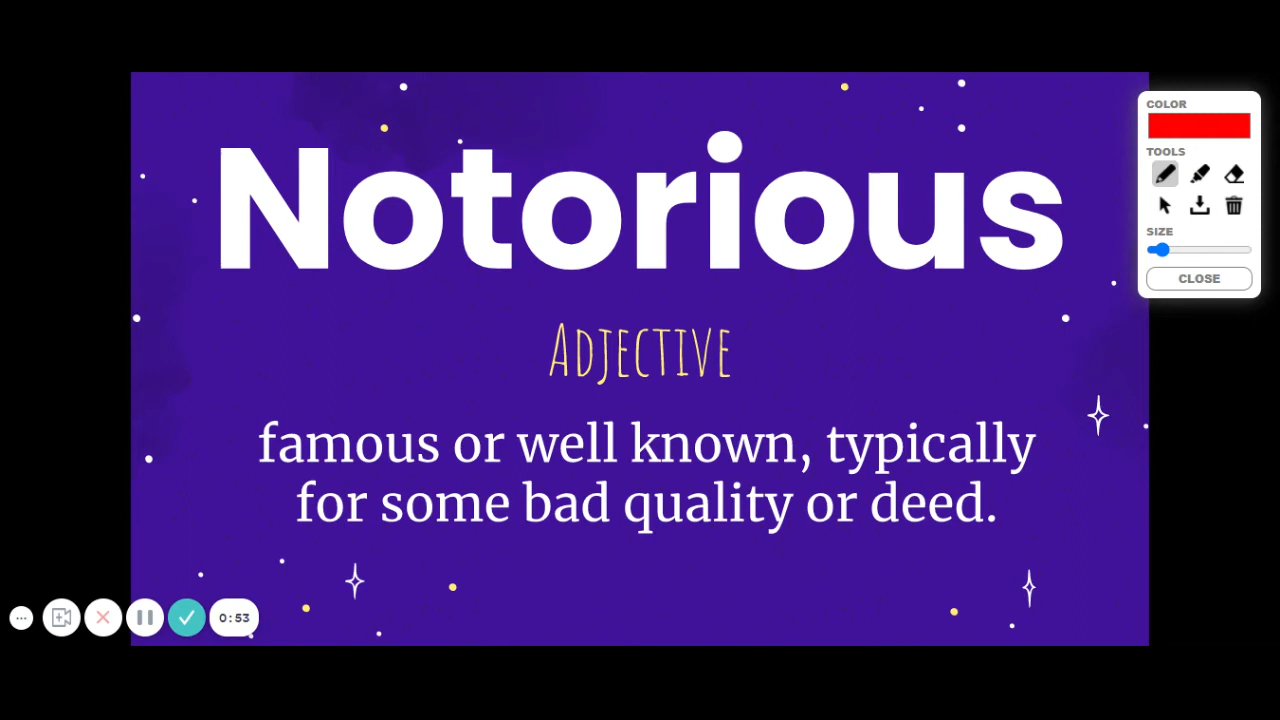 Notorious
Adjective
famous or well known, typically
for some bad quality or deed.
COLOR
TOOLS
SIZE
CLOSE
0:53